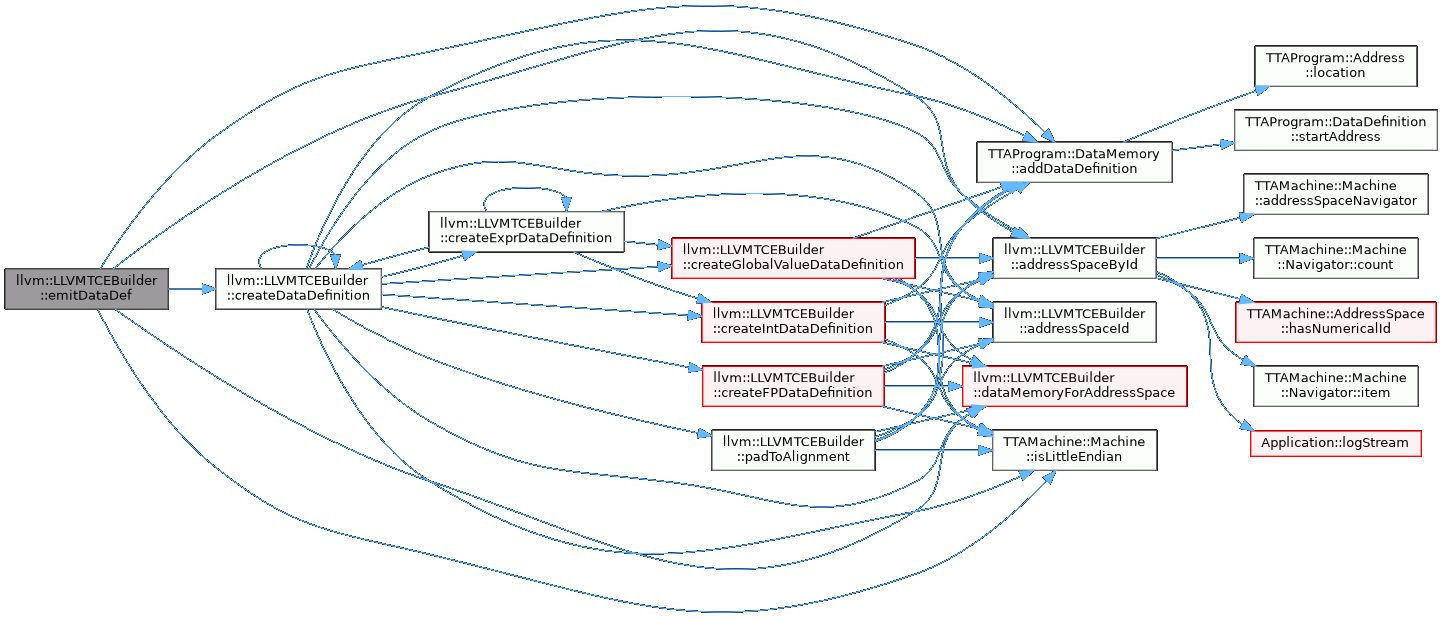 llvm::LLVMTCEBuilder
::emitDataDef
llvm::LLVMTCEBuilder
::createDataDefinition
llvm::LLVMTCEBuilder
::createExprDataDefinition
llvm::LLVMTCEBuilder
::createGlobalValueDataDefinition
llvm::LLVMTCEBuilder
::createIntDataDefinition
llvm::LLVMTCEBuilder
::createFPDataDefinition
llvm::LLVMTCEBuilder
::padToAlignment
TTAProgram::DataMemory
::addDataDefinition
llvm::LLVMTCEBuilder
::addressSpaceById
llvm::LLVMTCEBuilder
::addressSpaceId
llvm::LLVMTCEBuilder
::dataMemoryForAddressSpace
TTAMachine::Machine
::isLittleEndian
TTAProgram::Address
::location
TTAProgram::DataDefinition
::startAddress
TTAMachine::Machine
::addressSpaceNavigator
TTAMachine::Machine
::Navigator::count
TTAMachine::AddressSpace
::hasNumericalId
TTAMachine::Machine
::Navigator::item
Application::logStream